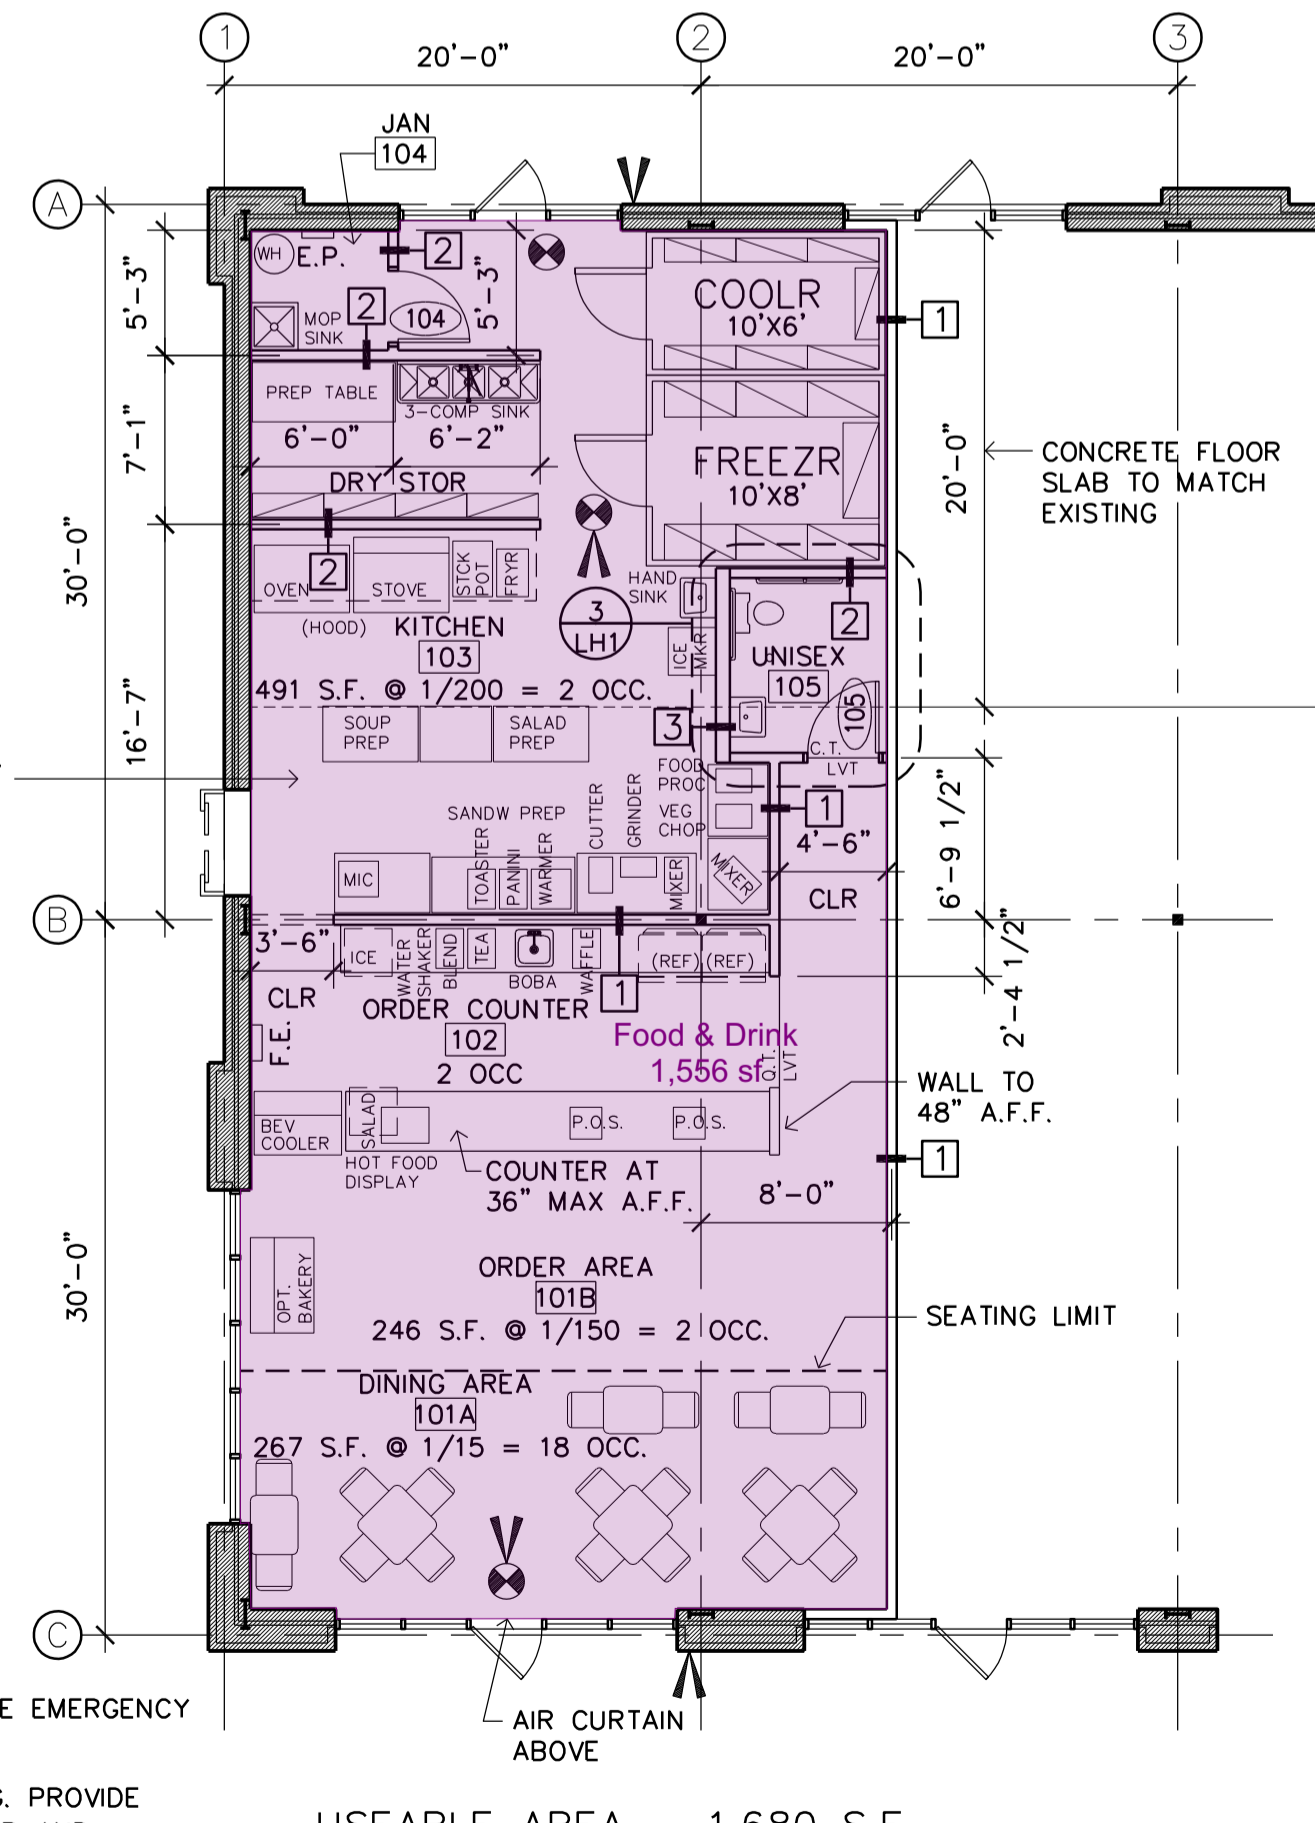 1
2
3
20'-0"
20'-0"
JAN
104
A
WH
E.P.
2
5'-3"
5'-3"
2
MOP
SINK
104
COOLR
10'X6'
1
PREP TABLE
3-COMP SINK
6'-0"
6'-2"
7'-1"
DRY STOR
FREEZR
10'X8'
20'-0"
CONCRETE FLOOR
SLAB TO MATCH
EXISTING
30'-0"
2
OVEN
STOVE
STCK
POT
FRYR
(HOOD)
HAND
SINK
3
LH1
ICE
MKR
2
KITCHEN
103
UNISEX
105
491 S.F. @ 1/200 = 2 OCC.
105
16'-7"
SOUP
PREP
SALAD
PREP
3
C.T.
LVT
FOOD
PROC
VEG
CHOP
1
SANDW PREP
CUTTER
GRINDER
4'-6"
6'-9 1/2"
MIC
TOASTER
PANINI
WARMER
MIXER
MIXER
CLR
B
3'-6"
ICE
WATER
SHAKER
BLEND
TEA
BOBA
WAFFLE
(REF)
(REF)
1
2'-4 1/2"
CLR
F.E.
ORDER COUNTER
102
2 OCC
Food & Drink
1,556 sf
Q.T.
LVT
WALL TO
48" A.F.F.
BEV
COOLER
SALAD
P.O.S.
P.O.S.
HOT FOOD
DISPLAY
COUNTER AT
36" MAX A.F.F.
1
8'-0"
30'-0"
OPT.
BAKERY
ORDER AREA
101B
246 S.F. @ 1/150 = 2 OCC.
SEATING LIMIT
DINING AREA
101A
267 S.F. @ 1/15 = 18 OCC.
C
E EMERGENCY
AIR CURTAIN
ABOVE
. PROVIDE
USEABLE AREA 1,680 S.F.